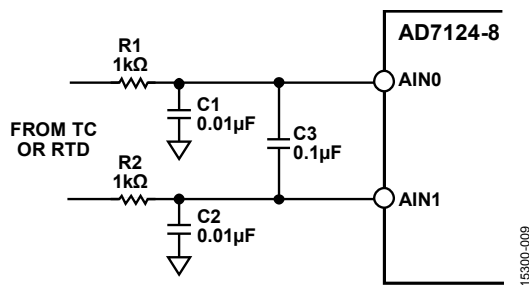 AD7124-8
R1
1kΩ
AIN0
C1
0.01µF
FROM TC
OR RTD
C3
0.1µF
R2
1kΩ
AIN1
C2
0.01µF
15300-009